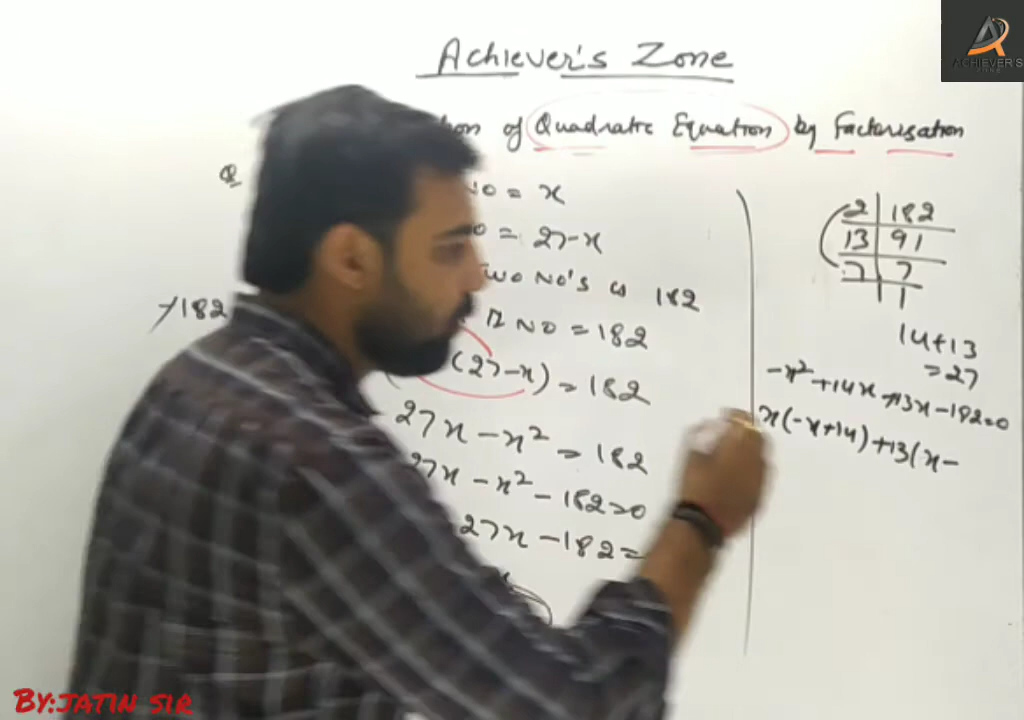 Achiever's Zone
ACHIEVER'S
of Quadratic Equation by Factorisation
Q
NO = x
= 27-x
TWO NO'S is 182
NO = 182
(27-x) = 182
27x - x² = 182
27x - x² - 182=0
27x - 182 =
182
2 | 182
13 | 91
7 | 7
1
14+13
=27
-x²+14x+13x-182=0
x(-x+14)+13(x-
BY:JATIN SIR